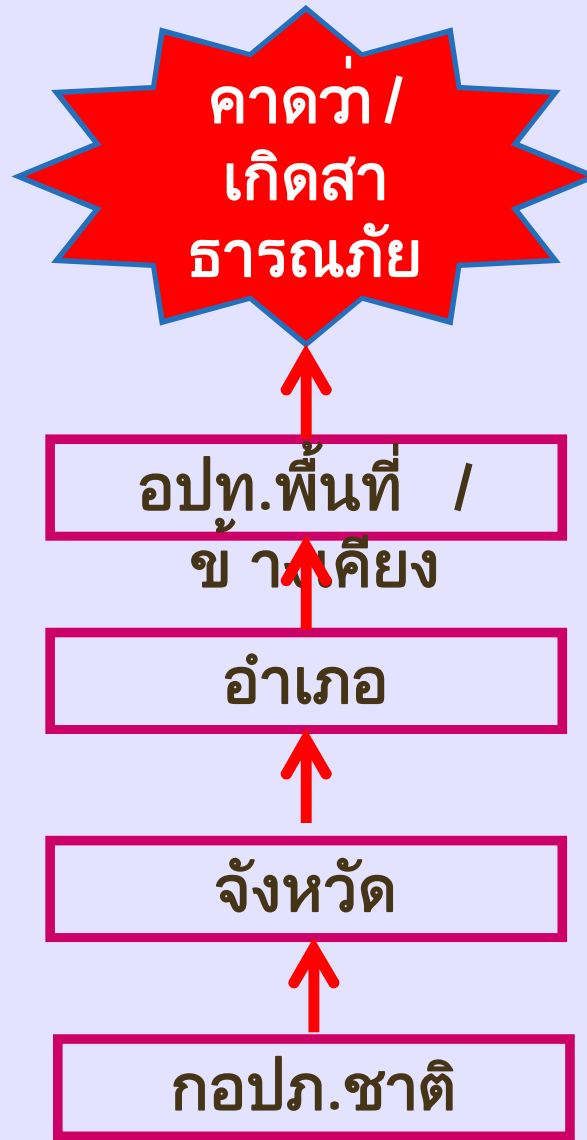 คาดว่า /
เกิดสา
ธารณภัย
อปท.พื้นที่ /
ข้างเคียง
อำเภอ
จังหวัด
กอปภ.ชาติ